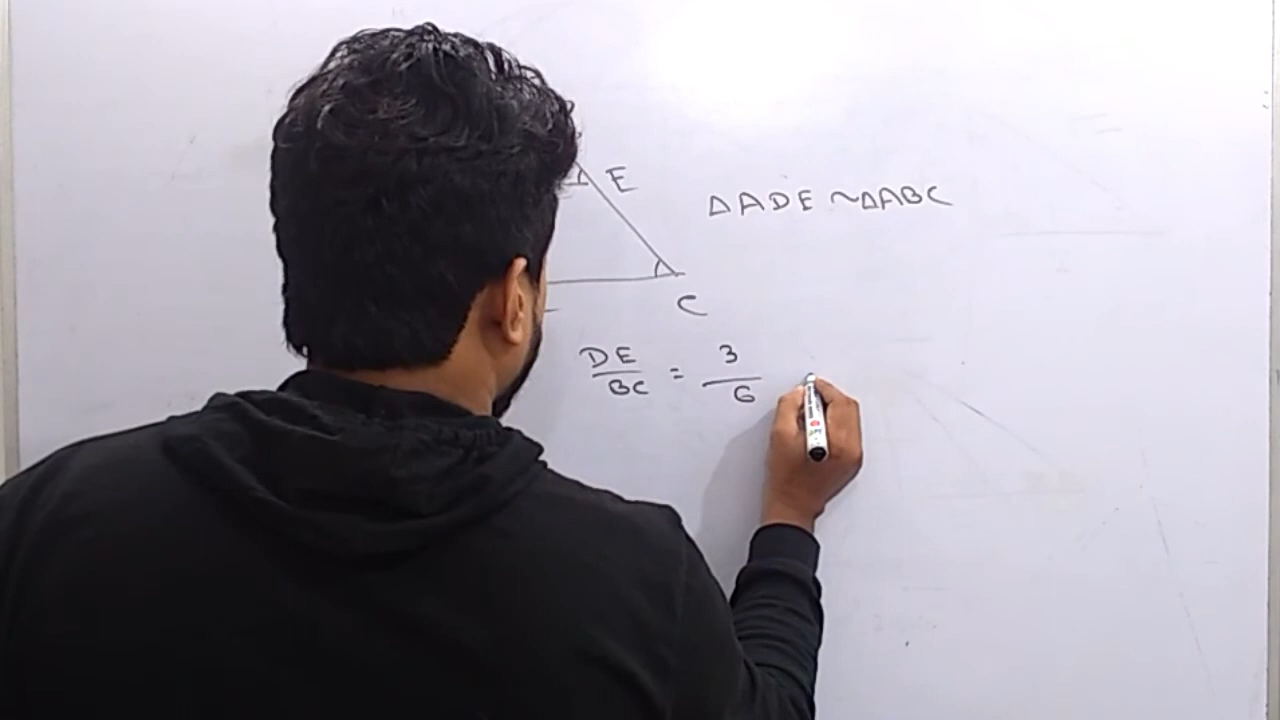 E
△ADE ~△ABC
C
DE/BC = 3/6